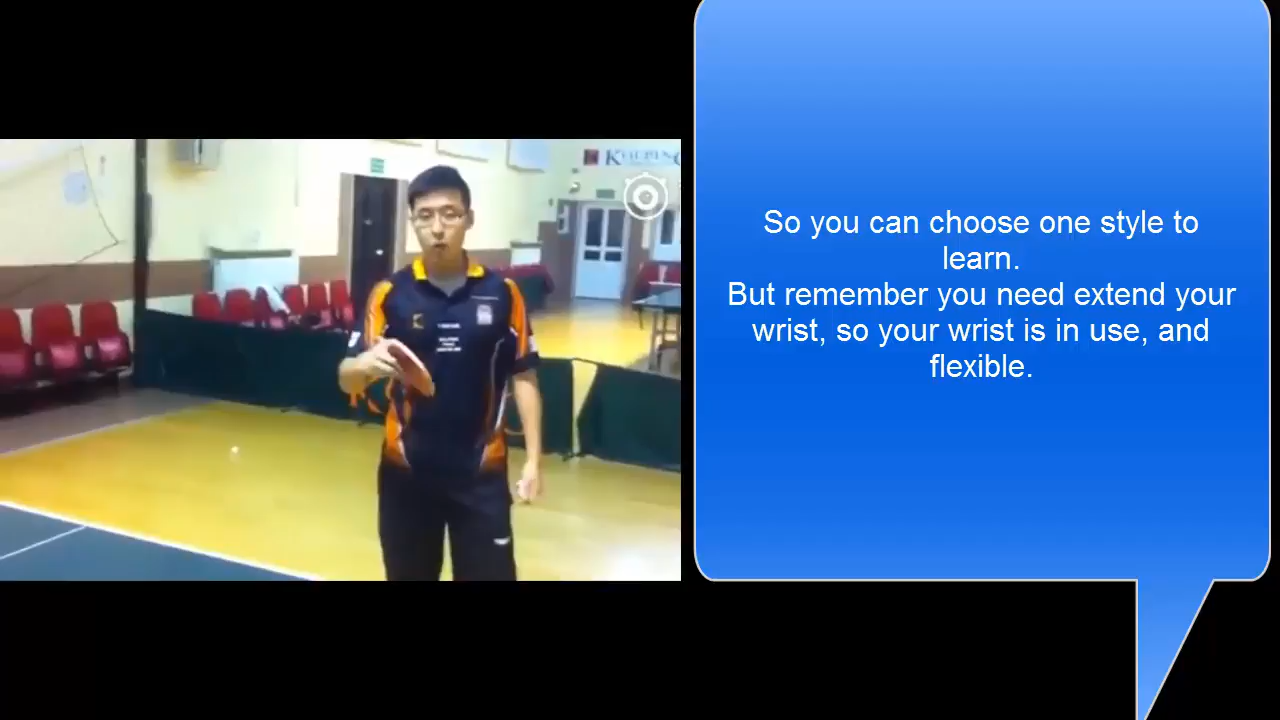 So you can choose one style to
learn.
But remember you need extend your
wrist, so your wrist is in use, and
flexible.